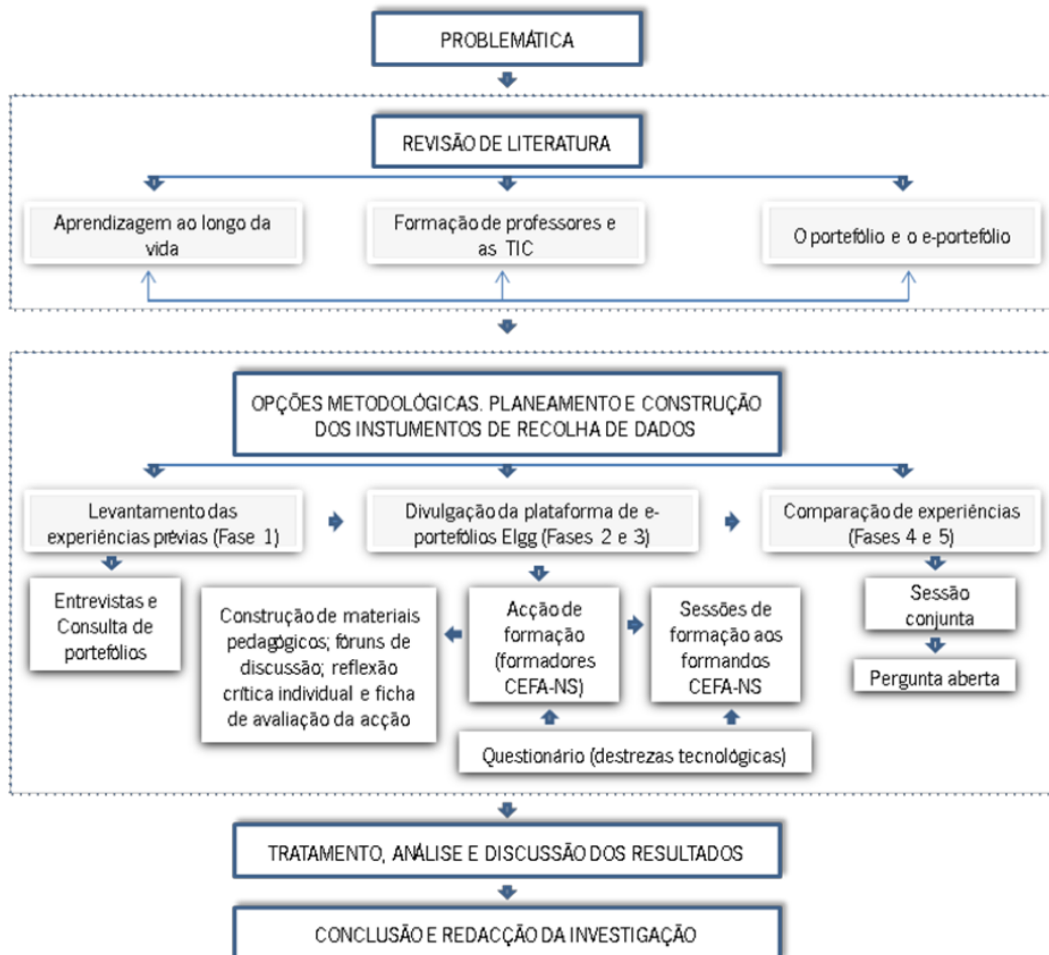 PROBLEMÁTICA
REVISÃO DE LITERATURA
Aprendizagem ao longo da
vida
Formação de professores e
as TIC
O portefólio e o e-portefólio
OPÇÕES METODOLÓGICAS. PLANEAMENTO E CONSTRUÇÃO
DOS INSTUMENTOS DE RECOLHA DE DADOS
Levantamento das
experiências prévias (Fase 1)
Divulgação da plataforma de e-
portefólios Elgg (Fases 2 e 3)
Comparação de experiências
(Fases 4 e 5)
Entrevistas e
Consulta de
portefólios
Construção de materiais
pedagógicos; fóruns de
discussão; reflexão
crítica individual e ficha
de avaliação da acção
Acção de
formação
(formadores
CEFA-NS)
Sessões de
formação aos
formandos
CEFA-NS
Sessão
conjunta
Pergunta aberta
Questionário (destrezas tecnológicas)
TRATAMENTO, ANÁLISE E DISCUSSÃO DOS RESULTADOS
CONCLUSÃO E REDACÇÃO DA INVESTIGAÇÃO